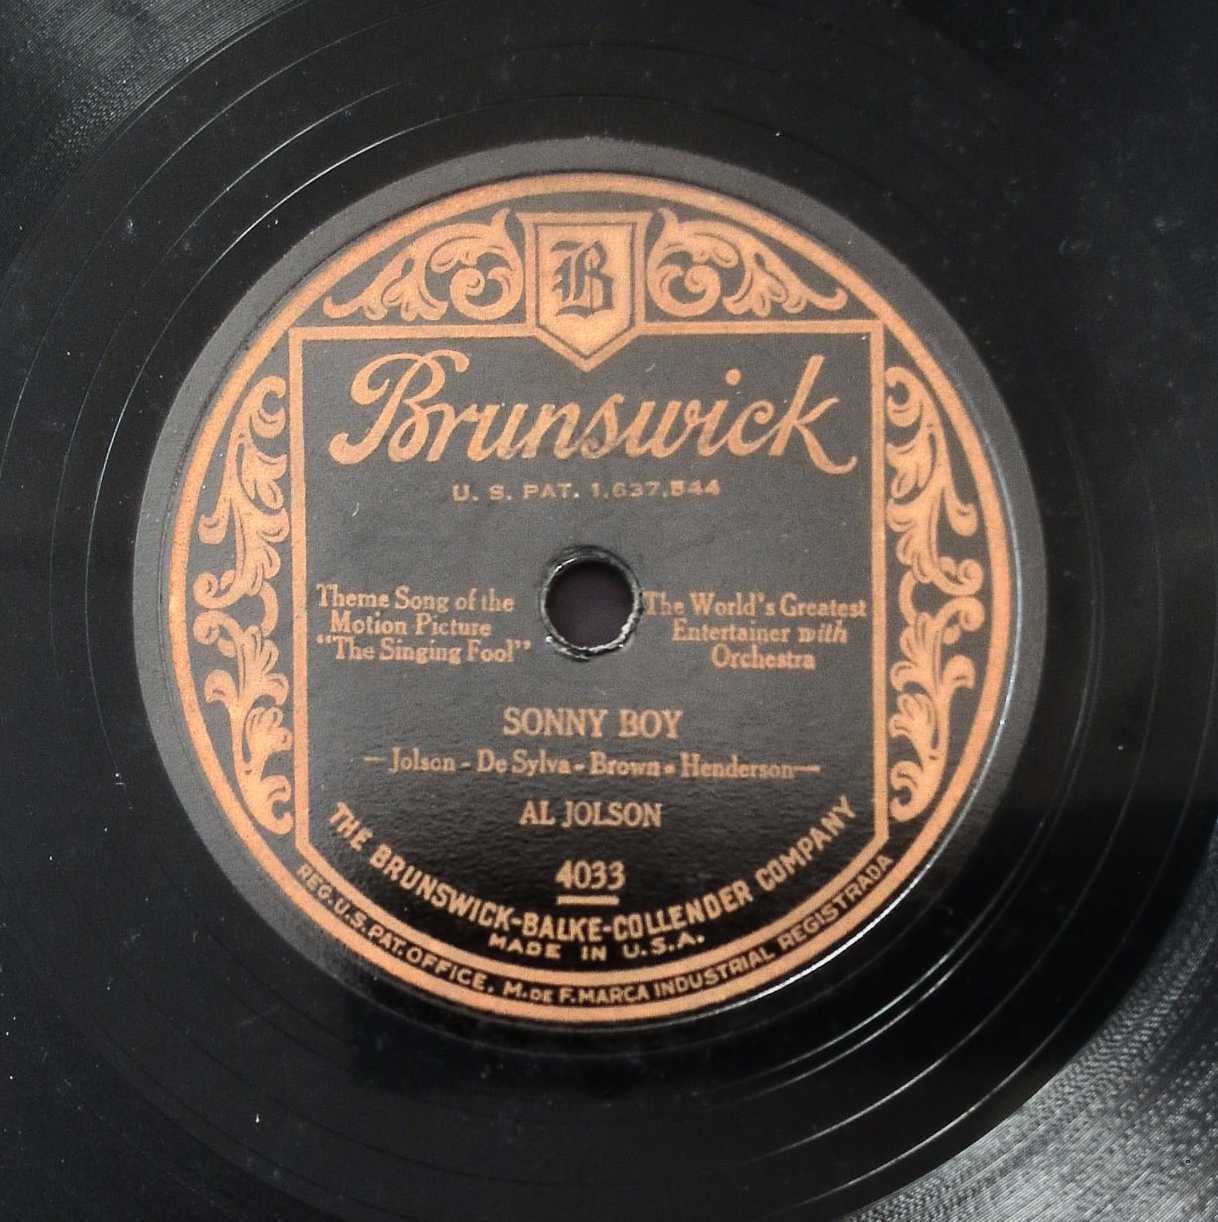 B
Brunswick
U. S. PAT. 1,637,544
Theme Song of the
Motion Picture
"The Singing Fool"
The World's Greatest
Entertainer with
Orchestra
SONNY BOY
—Jolson - De Sylva - Brown - Henderson—
AL JOLSON
4033
THE BRUNSWICK-BALKE-COLLENDER COMPANY
MADE IN U.S.A.
REG. U.S. PAT. OFFICE. M. DE F. MARCA INDUSTRIAL REGISTRADA